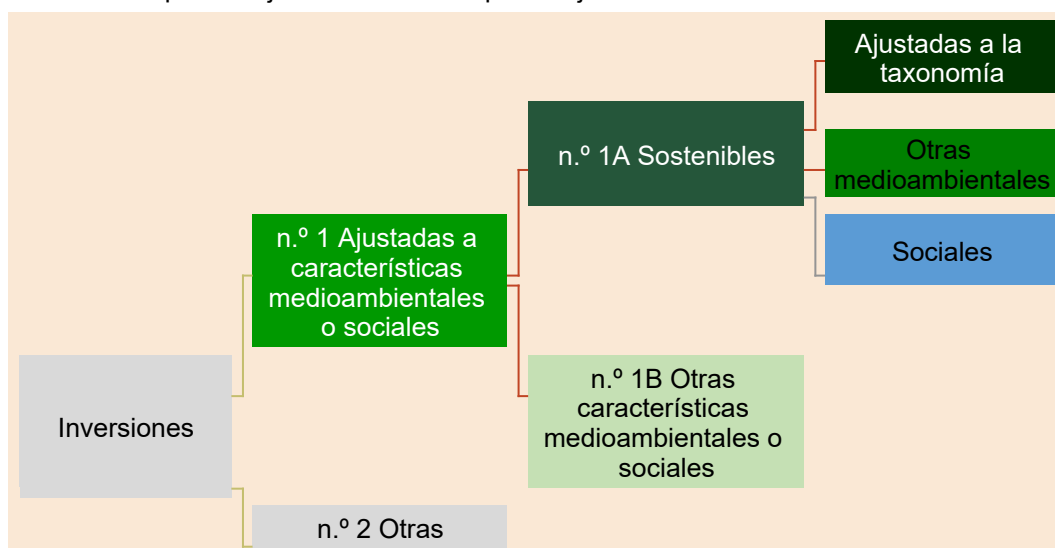 Ajustadas a la
taxonomía
n.º 1A Sostenibles
Otras
medioambientales
n.º 1 Ajustadas a
características
medioambientales
o sociales
Sociales
n.º 1B Otras
características
medioambientales o
sociales
Inversiones
n.º 2 Otras